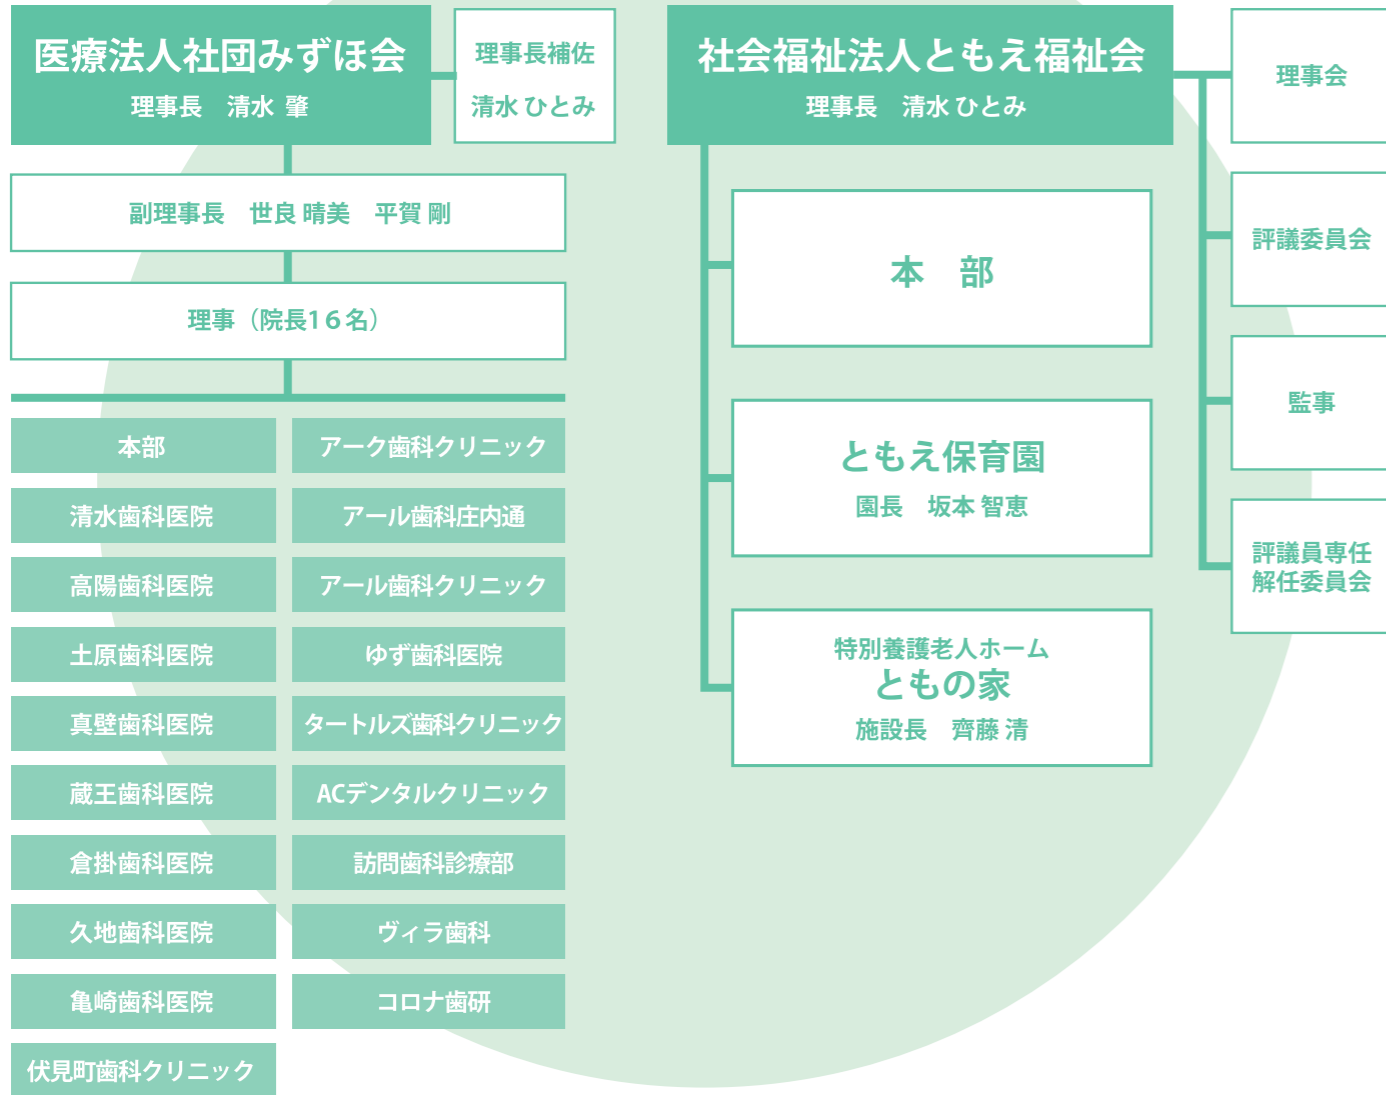 医療法人社団みずほ会
理事長　清水 肇
理事長補佐
清水 ひとみ
副理事長　世良 晴美　平賀 剛
理事（院長1６名）
本部
清水歯科医院
高陽歯科医院
土原歯科医院
真壁歯科医院
蔵王歯科医院
倉掛歯科医院
久地歯科医院
亀崎歯科医院
伏見町歯科クリニック
アーク歯科クリニック
アール歯科庄内通
アール歯科クリニック
ゆず歯科医院
タートルズ歯科クリニック
ACデンタルクリニック
訪問歯科診療部
ヴィラ歯科
コロナ歯研
社会福祉法人ともえ福祉会
理事長　清水 ひとみ
本　部
ともえ保育園
園長　坂本 智恵
特別養護老人ホーム
ともの家
施設長　齊藤 清
理事会
評議委員会
監事
評議員専任
解任委員会